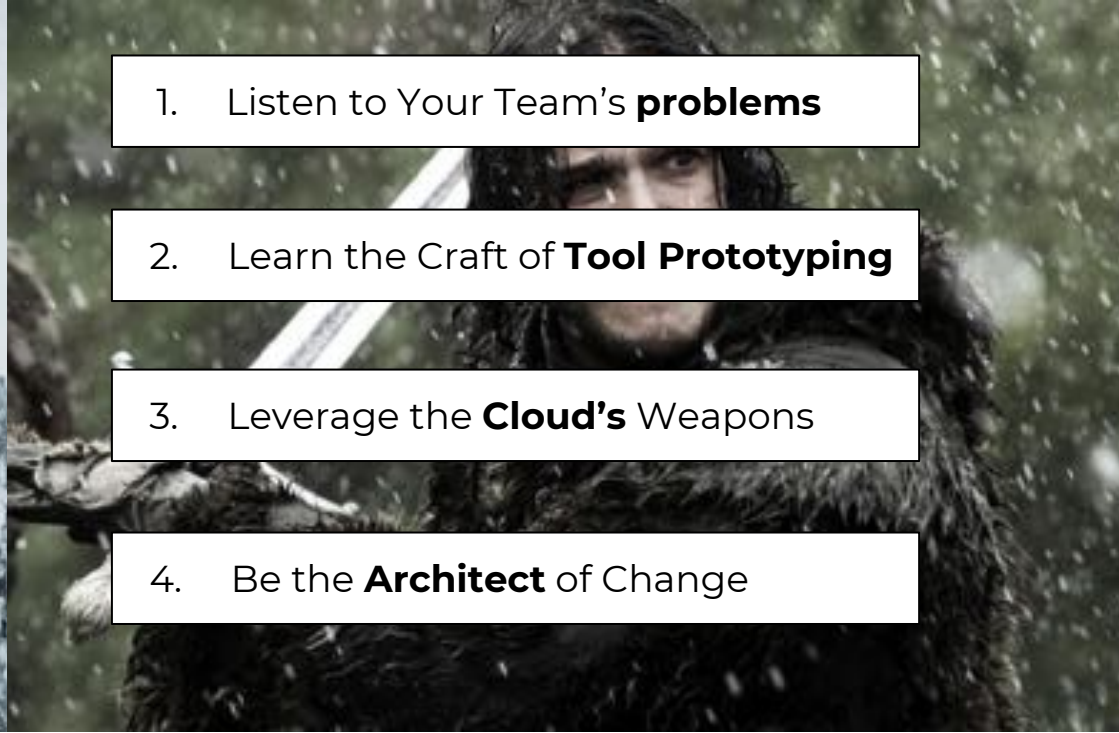 1. Listen to Your Team’s problems
2. Learn the Craft of Tool Prototyping
3. Leverage the Cloud’s Weapons
4. Be the Architect of Change